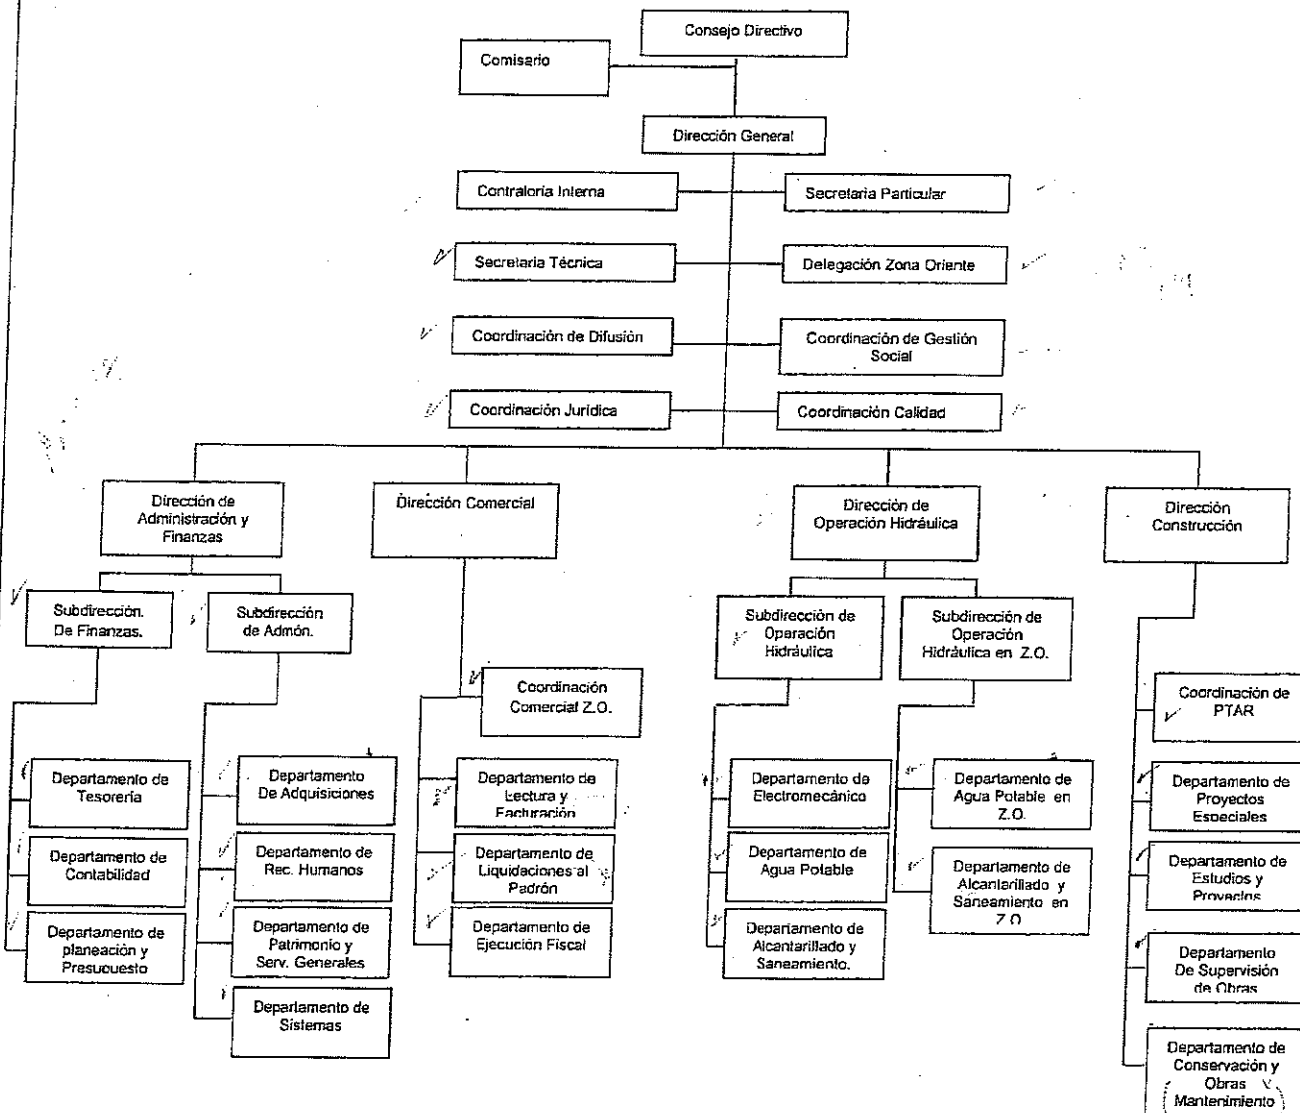 Consejo Directivo
Comisario
Dirección General
Contraloría Interna
Secretaria Particular
Secretaria Técnica
Delegación Zona Oriente
Coordinación de Difusión
Coordinación de Gestión
Social
Coordinación Jurídica
Coordinación Calidad
Dirección de
Administración y
Finanzas
Dirección Comercial
Dirección de
Operación Hidráulica
Dirección
Construcción
Subdirección.
De Finanzas.
Subdirección
de Admón.
Subdirección de
Operación
Hidráulica
Subdirección de
Operación
Hidráulica en Z.O.
Coordinación
Comercial Z.O.
Coordinación de
PTAR
Departamento de
Tesorería
Departamento
De Adquisiciones
Departamento de
Lectura y
Facturación
Departamento de
Electromecánico
Departamento de
Agua Potable en
Z.O.
Departamento de
Proyectos
Especiales
Departamento de
Contabilidad
Departamento de
Rec. Humanos
Departamento de
Liquidaciones al
Padrón
Departamento de
Agua Potable
Departamento de
Alcantarillado y
Saneamiento en
Z.O
Departamento de
Estudios y
Proyectos
Departamento de
planeación y
Presupuesto
Departamento de
Patrimonio y
Serv. Generales
Departamento de
Ejecución Fiscal
Departamento de
Alcantarillado y
Saneamiento.
Departamento
De Supervisión
de Obras
Departamento de
Sistemas
Departamento de
Conservación y
Obras
Mantenimiento